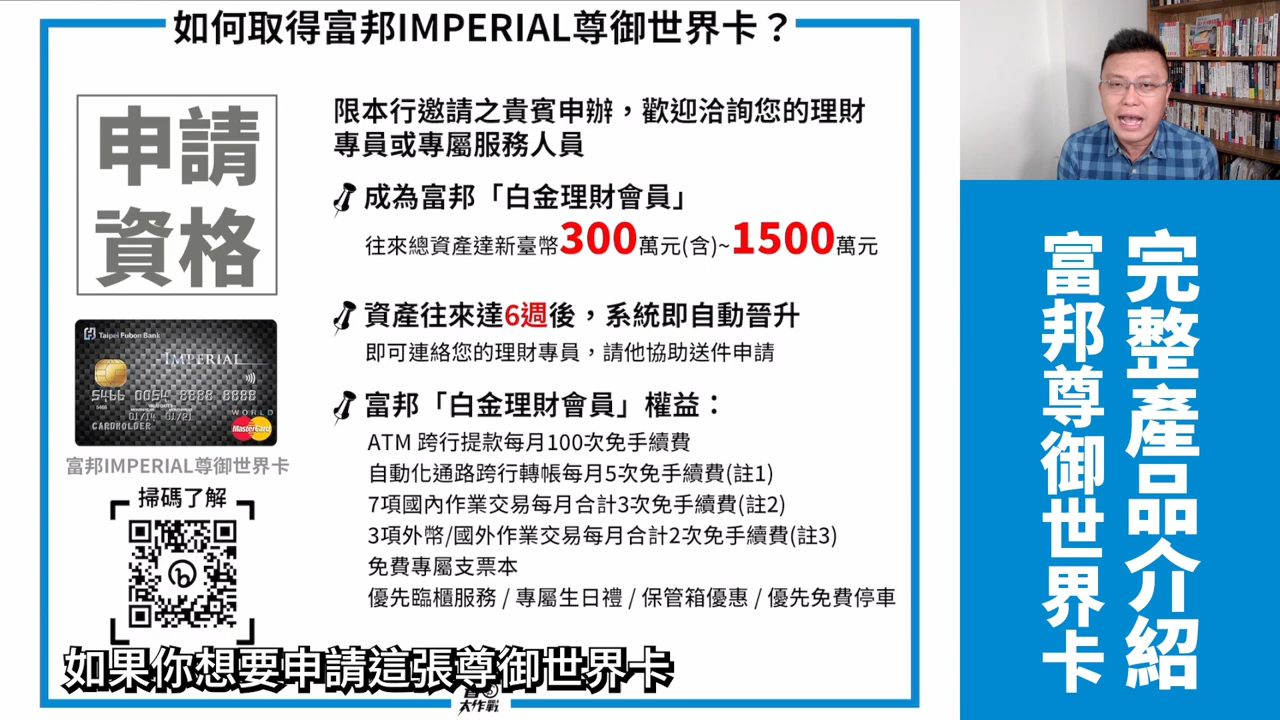 如何取得富邦IMPERIAL尊御世界卡？
申請
資格
限本行邀請之貴賓申辦，歡迎洽詢您的理財
專員或專屬服務人員
成為富邦「白金理財會員」
往來總資產達新臺幣300萬元(含)~1500萬元
資產往來達6週後，系統即自動晉升
即可連絡您的理財專員，請他協助送件申請
富邦「白金理財會員」權益：
ATM 跨行提款每月100次免手續費
自動化通路跨行轉帳每月5次免手續費(註1)
7項國內作業交易每月合計3次免手續費(註2)
3項外幣/國外作業交易每月合計2次免手續費(註3)
免費專屬支票本
優先臨櫃服務 / 專屬生日禮 / 保管箱優惠 / 優先免費停車
Taipei Fubon Bank
IMPERIAL
5466 0054 8888 8888
5466
01/14 01/21
CARDHOLDER
WORLD
MasterCard
富邦IMPERIAL尊御世界卡
掃碼了解
如果你想要申請這張尊御世界卡
大作戰
完整產品介紹
富邦尊御世界卡